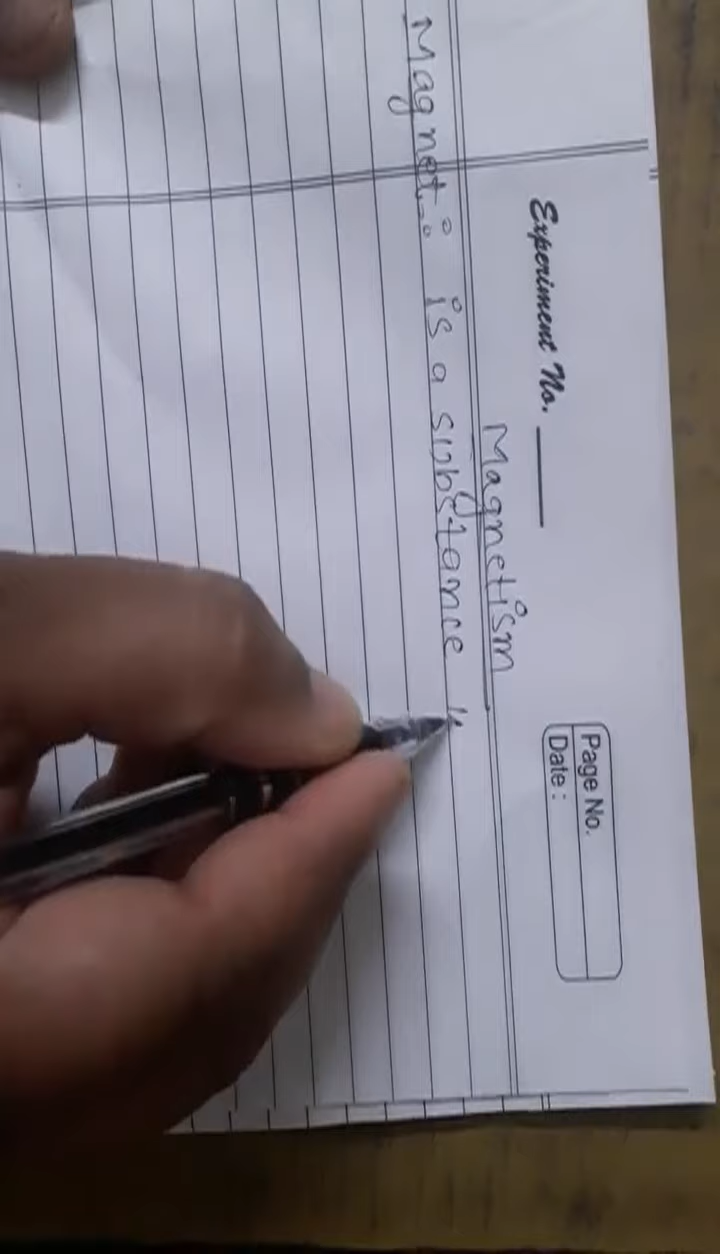 Experiment No.
Page No.
Date :
Magnetism
Magnet:- is a substance